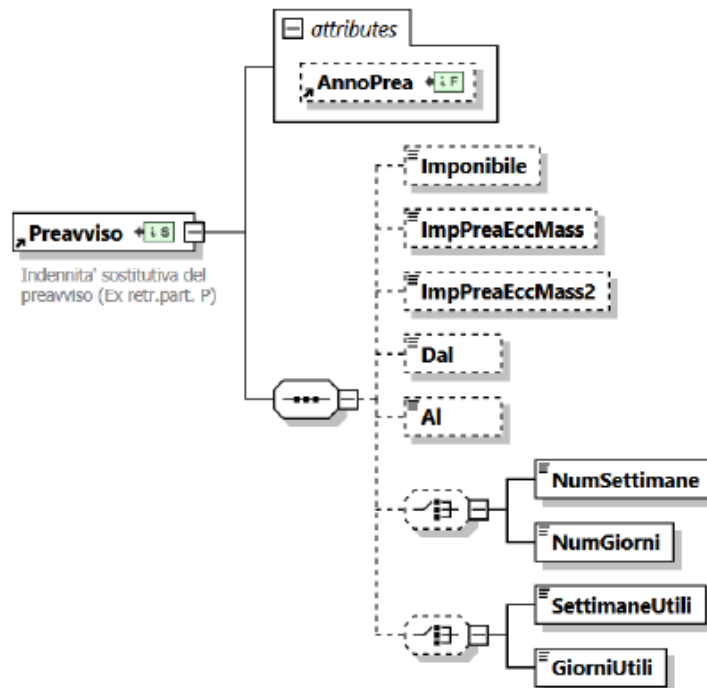 attributes
AnnoPrea i F
Imponibile
ImpPreaEccMass
Preavviso i S
Indennita' sostitutiva del
preavviso (Ex retr.part. P)
ImpPreaEccMass2
Dal
Al
NumSettimane
NumGiorni
SettimaneUtili
GiorniUtili